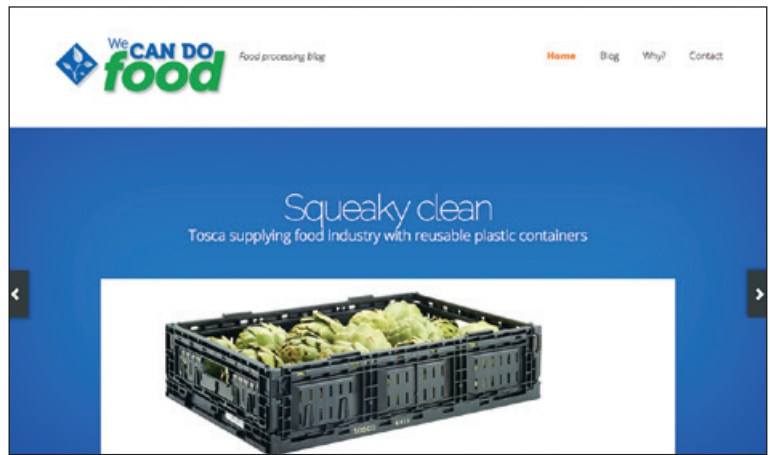 We CAN DO
food
Food processing blog
Home Blog Why? Contact
Squeaky clean
Tosca supplying food industry with reusable plastic containers
TOSCA